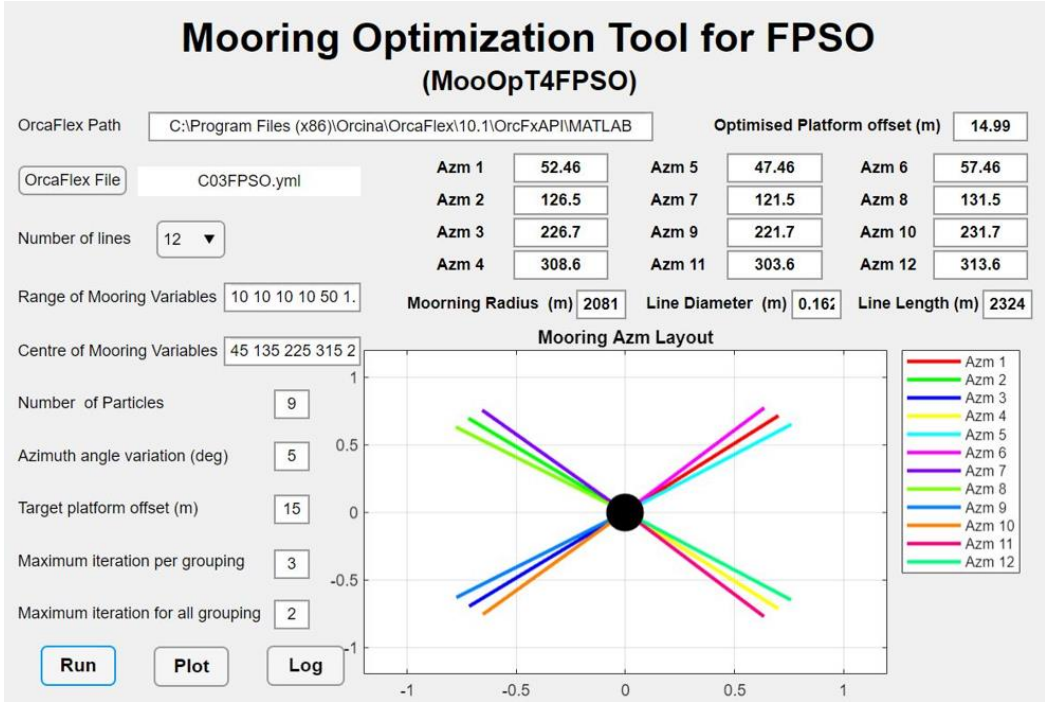 Mooring Optimization Tool for FPSO
(MooOpT4FPSO)
OrcaFlex Path C:\Program Files (x86)\Orcina\OrcaFlex\10.1\OrcFxAPI\MATLAB Optimised Platform offset (m) 14.99
OrcaFlex File C03FPSO.yml
Number of lines 12
Range of Mooring Variables 10 10 10 10 50 1.
Centre of Mooring Variables 45 135 225 315 2
Number of Particles 9
Azimuth angle variation (deg) 5
Target platform offset (m) 15
Maximum iteration per grouping 3
Maximum iteration for all grouping 2
Run Plot Log
Azm 1 52.46 Azm 5 47.46 Azm 6 57.46
Azm 2 126.5 Azm 7 121.5 Azm 8 131.5
Azm 3 226.7 Azm 9 221.7 Azm 10 231.7
Azm 4 308.6 Azm 11 303.6 Azm 12 313.6
Moorning Radius (m) 2081 Line Diameter (m) 0.162 Line Length (m) 2324
Mooring Azm Layout
1
0.5
0
-0.5
-1
-1 -0.5 0 0.5 1
Azm 1
Azm 2
Azm 3
Azm 4
Azm 5
Azm 6
Azm 7
Azm 8
Azm 9
Azm 10
Azm 11
Azm 12